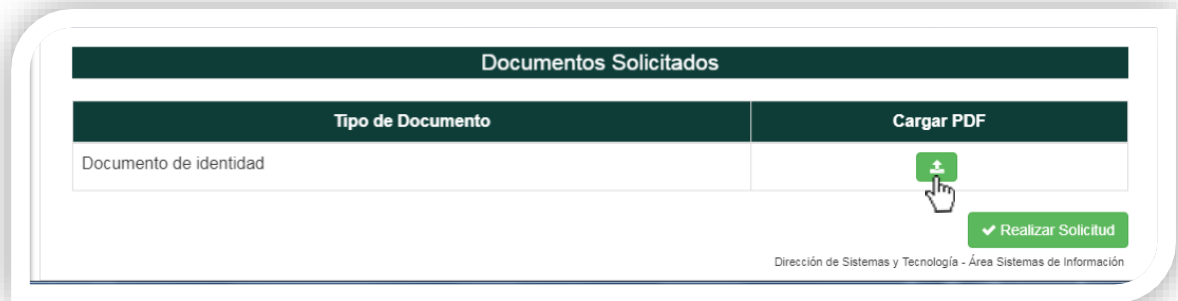 Documentos Solicitados
Tipo de Documento Cargar PDF
Documento de identidad
Realizar Solicitud
Dirección de Sistemas y Tecnología - Área Sistemas de Información